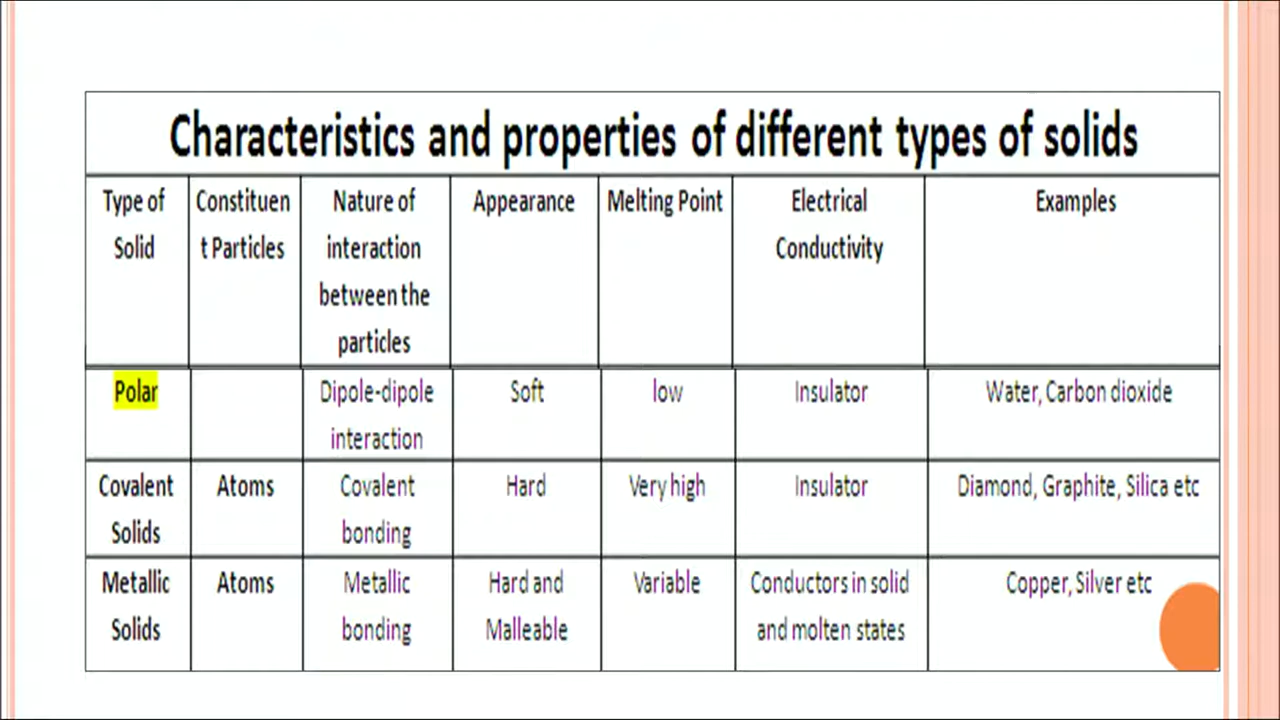 Characteristics and properties of different types of solids
Type of
Solid
Constituen
t Particles
Nature of
interaction
between the
particles
Appearance
Melting Point
Electrical
Conductivity
Examples
Polar
Dipole-dipole
interaction
Soft
low
Insulator
Water, Carbon dioxide
Covalent
Solids
Atoms
Covalent
bonding
Hard
Very high
Insulator
Diamond, Graphite, Silica etc
Metallic
Solids
Atoms
Metallic
bonding
Hard and
Malleable
Variable
Conductors in solid
and molten states
Copper, Silver etc